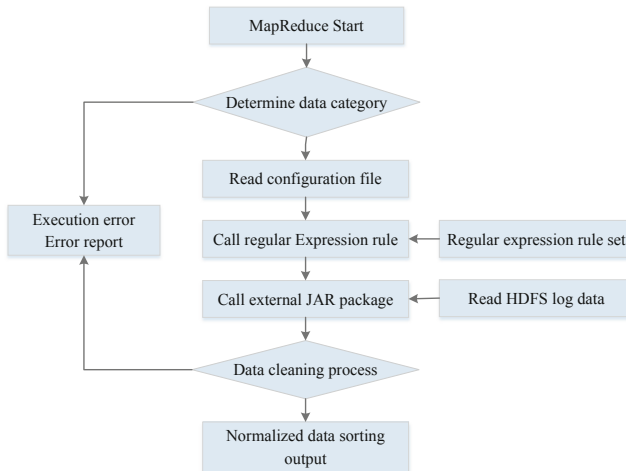 MapReduce Start
Determine data category
Read configuration file
Execution error
Error report
Call regular Expression rule
Regular expression rule set
Call external JAR package
Read HDFS log data
Data cleaning process
Normalized data sorting
output